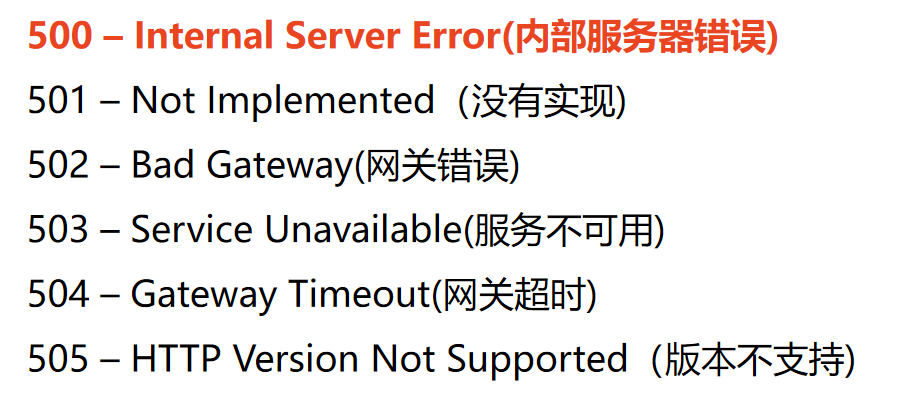 500 – Internal Server Error(内部服务器错误)
501 – Not Implemented（没有实现)
502 – Bad Gateway(网关错误)
503 – Service Unavailable(服务不可用)
504 – Gateway Timeout(网关超时)
505 – HTTP Version Not Supported（版本不支持)